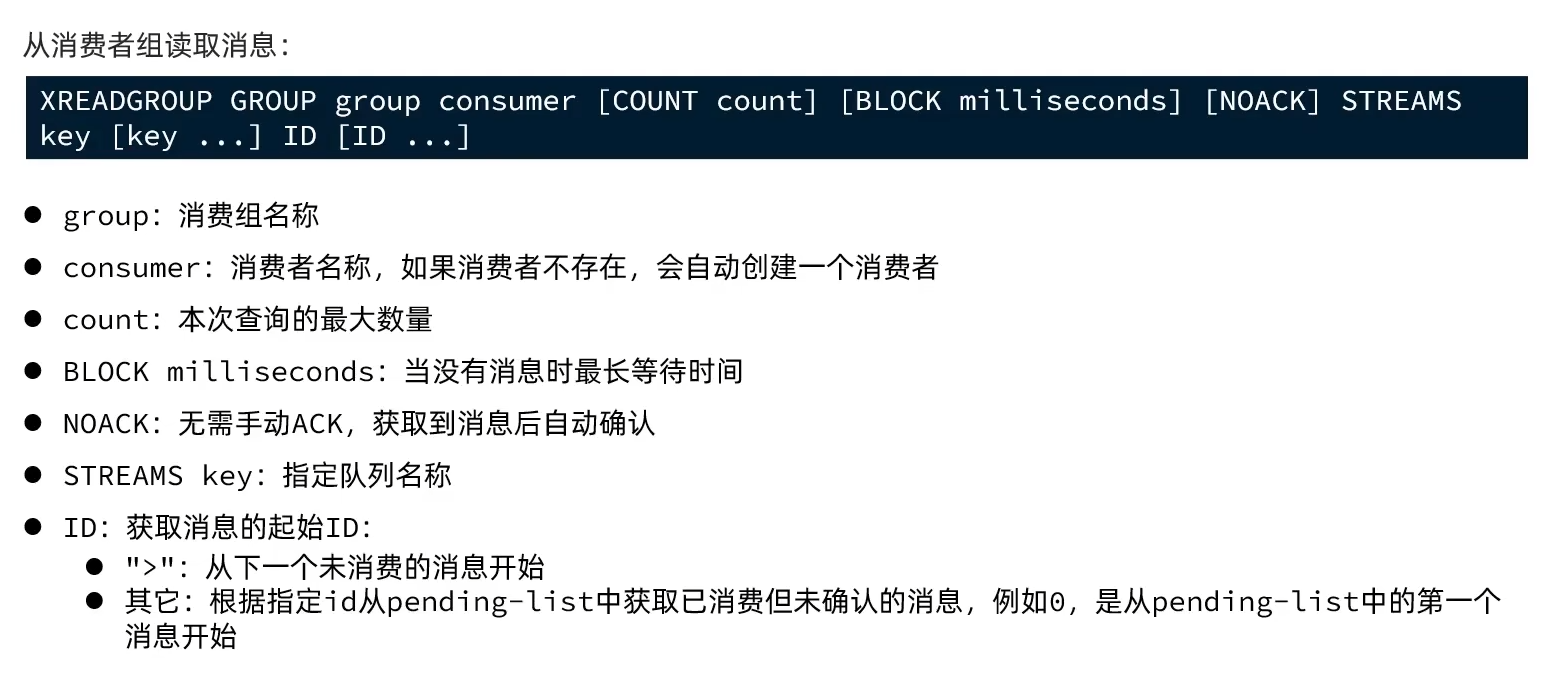 从消费者组读取消息：
XREADGROUP GROUP group consumer [COUNT count] [BLOCK milliseconds] [NOACK] STREAMS
key [key ...] ID [ID ...]
● group：消费组名称
● consumer：消费者名称，如果消费者不存在，会自动创建一个消费者
● count：本次查询的最大数量
● BLOCK milliseconds：当没有消息时最长等待时间
● NOACK：无需手动ACK，获取到消息后自动确认
● STREAMS key：指定队列名称
● ID：获取消息的起始ID：
● ">"：从下一个未消费的消息开始
● 其它：根据指定id从pending-list中获取已消费但未确认的消息，例如0，是从pending-list中的第一个
消息开始